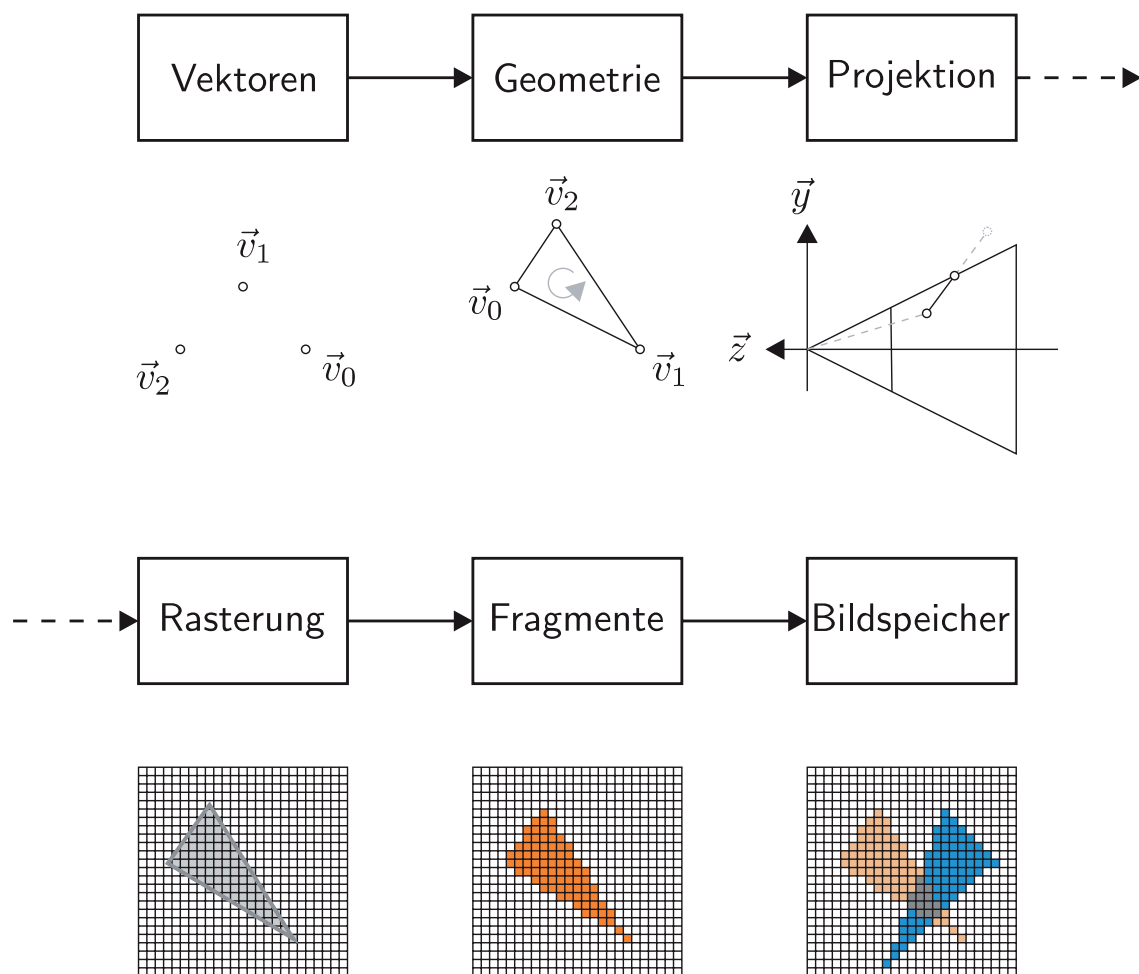 Vektoren
Geometrie
Projektion
v⃗₁
v⃗₂
v⃗₀
v⃗₂
v⃗₀
v⃗₁
y⃗
z⃗
Rasterung
Fragmente
Bildspeicher